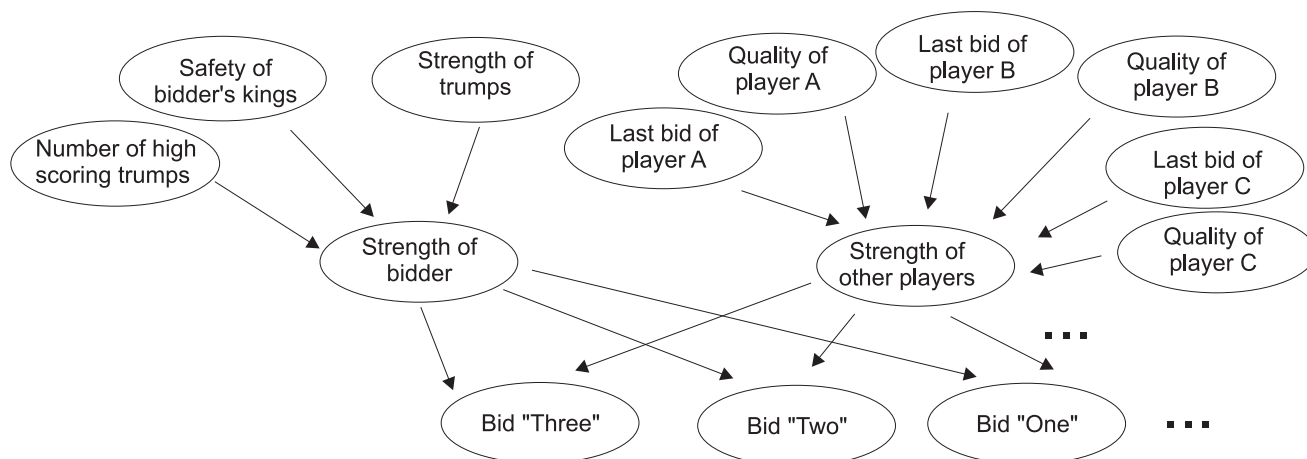 Safety of
bidder's kings
Strength of
trumps
Quality of
player A
Last bid of
player B
Quality of
player B
Number of high
scoring trumps
Last bid of
player A
Last bid of
player C
Strength of
bidder
Strength of
other players
Quality of
player C
...
Bid "Three"
Bid "Two"
Bid "One"
...